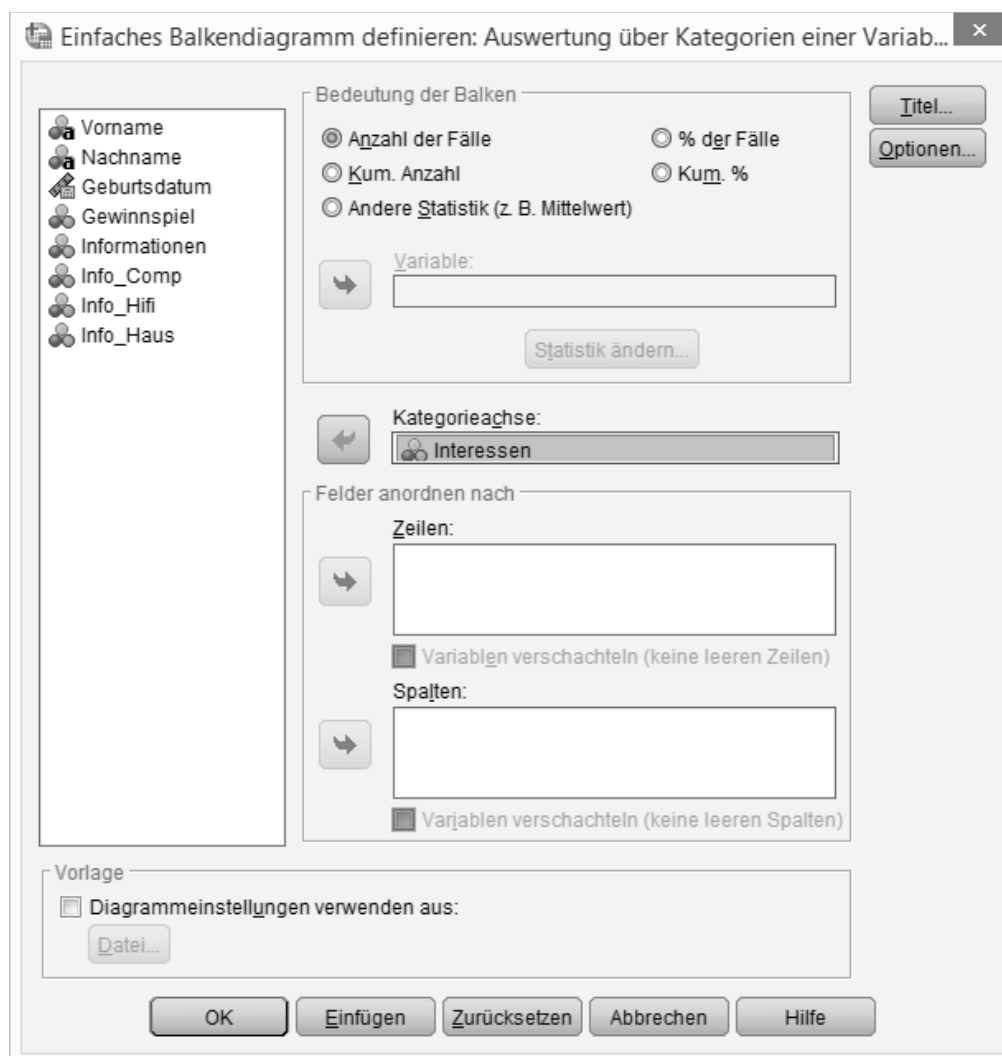 Einfaches Balkendiagramm definieren: Auswertung über Kategorien einer Variab...
Vorname
Nachname
Geburtsdatum
Gewinnspiel
Informationen
Info_Comp
Info_Hifi
Info_Haus
Bedeutung der Balken
Anzahl der Fälle
% der Fälle
Kum. Anzahl
Kum. %
Andere Statistik (z. B. Mittelwert)
Variable:
Statistik ändern...
Titel...
Optionen...
Kategorieachse:
Interessen
Felder anordnen nach
Zeilen:
Variablen verschachteln (keine leeren Zeilen)
Spalten:
Variablen verschachteln (keine leeren Spalten)
Vorlage
Diagrammeinstellungen verwenden aus:
Datei...
OK
Einfügen
Zurücksetzen
Abbrechen
Hilfe